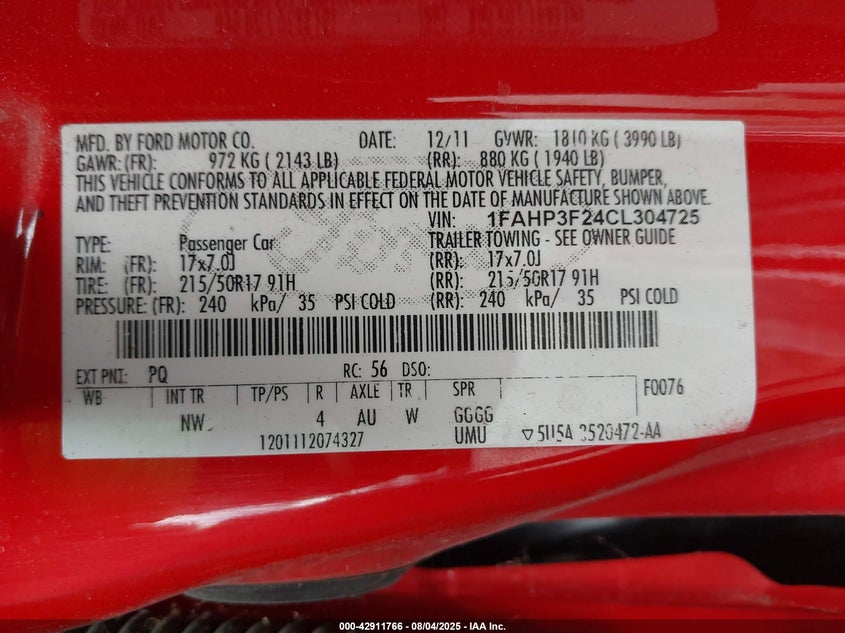 MFD. BY FORD MOTOR CO. DATE: 12/11 GVWR: 1810 KG ( 3990 LB)
GAWR: (FR): 972 KG ( 2143 LB) (RR): 880 KG ( 1940 LB)
THIS VEHICLE CONFORMS TO ALL APPLICABLE FEDERAL MOTOR VEHICLE SAFETY, BUMPER,
AND THEFT PREVENTION STANDARDS IN EFFECT ON THE DATE OF MANUFACTURE SHOWN ABOVE.
VIN: 1FAHP3F24CL304725
TYPE: Passenger Car TRAILER TOWING - SEE OWNER GUIDE
RIM: (FR): 17x7.0J (RR): 17x7.0J
TIRE: (FR): 215/50R17 91H (RR): 215/50R17 91H
PRESSURE: (FR): 240 kPa/ 35 PSI COLD (RR): 240 kPa/ 35 PSI COLD
EXT PNT: PQ RC: 56 DSO:
WB INT TR TP/PS R AXLE TR SPR F0076
NW 4 AU W GGGG
1201112074327 UMU ▽5U5A 3520472-AA
000-42911766 - 08/04/2025 - IAA Inc.